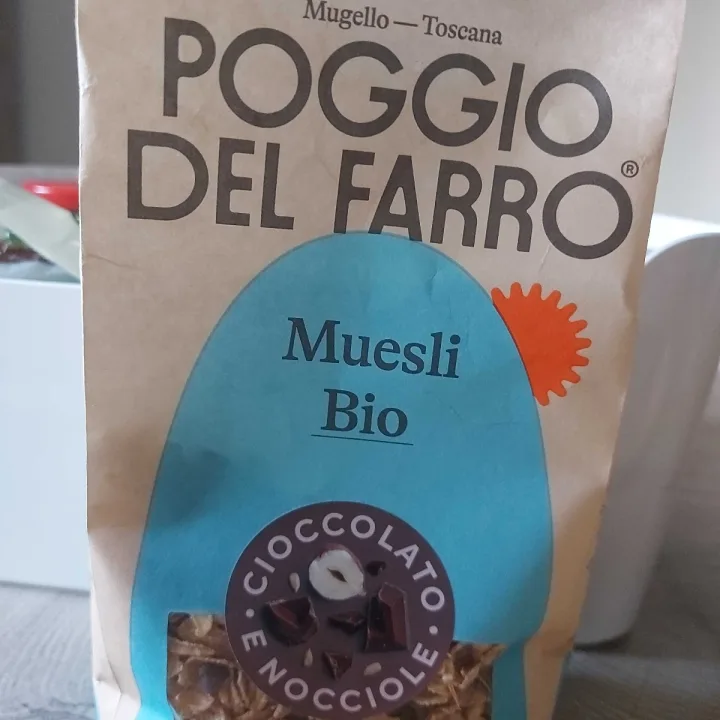 Mugello — Toscana
POGGIO
DEL FARRO®
Muesli
Bio
• CIOCCOLATO •
E NOCCIOLE